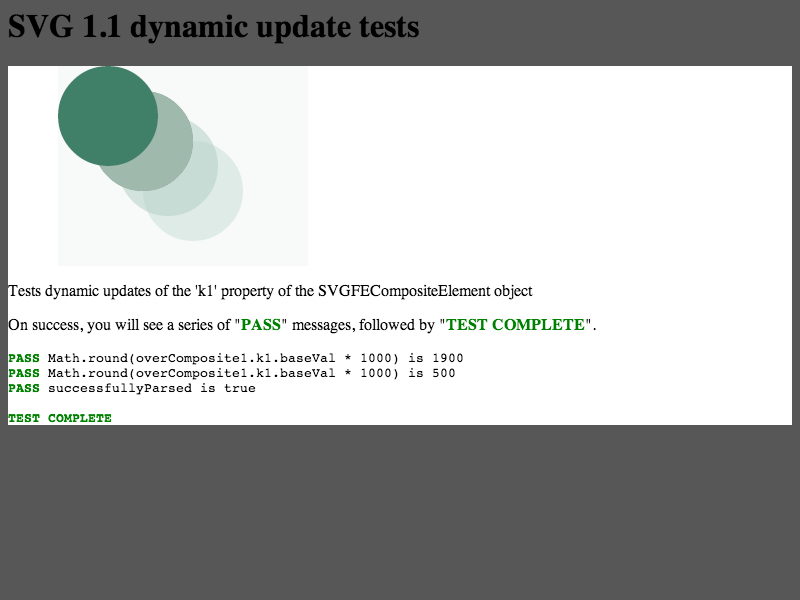 SVG 1.1 dynamic update tests
Tests dynamic updates of the 'k1' property of the SVGFECompositeElement object
On success, you will see a series of "PASS" messages, followed by "TEST COMPLETE".
PASS Math.round(overComposite1.k1.baseVal * 1000) is 1900
PASS Math.round(overComposite1.k1.baseVal * 1000) is 500
PASS successfullyParsed is true
TEST COMPLETE